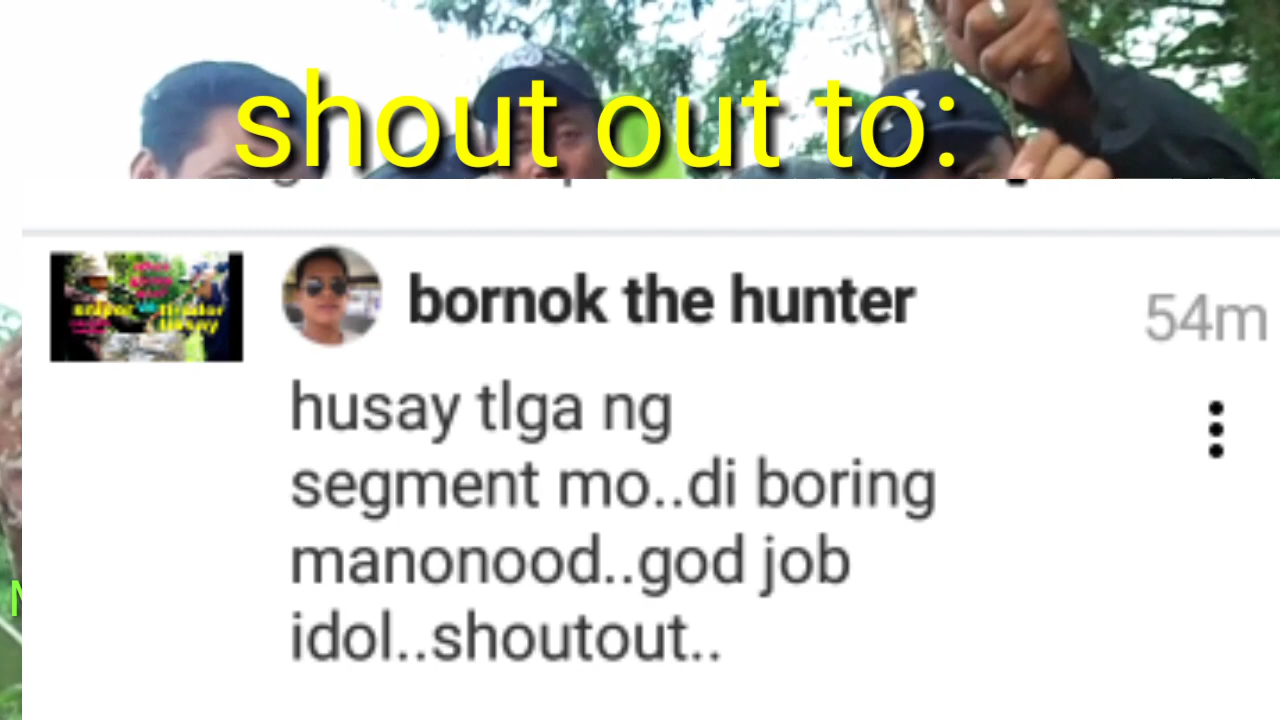 shout out to:
bornok the hunter
54m
husay tlga ng
segment mo..di boring
manonood..god job
idol..shoutout..